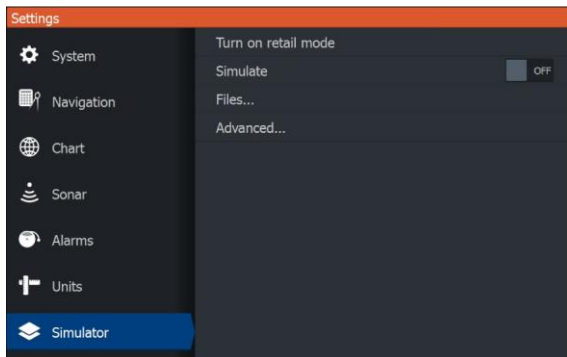 Settings
System
Navigation
Chart
Sonar
Alarms
Units
Simulator
Turn on retail mode
Simulate
OFF
Files...
Advanced...